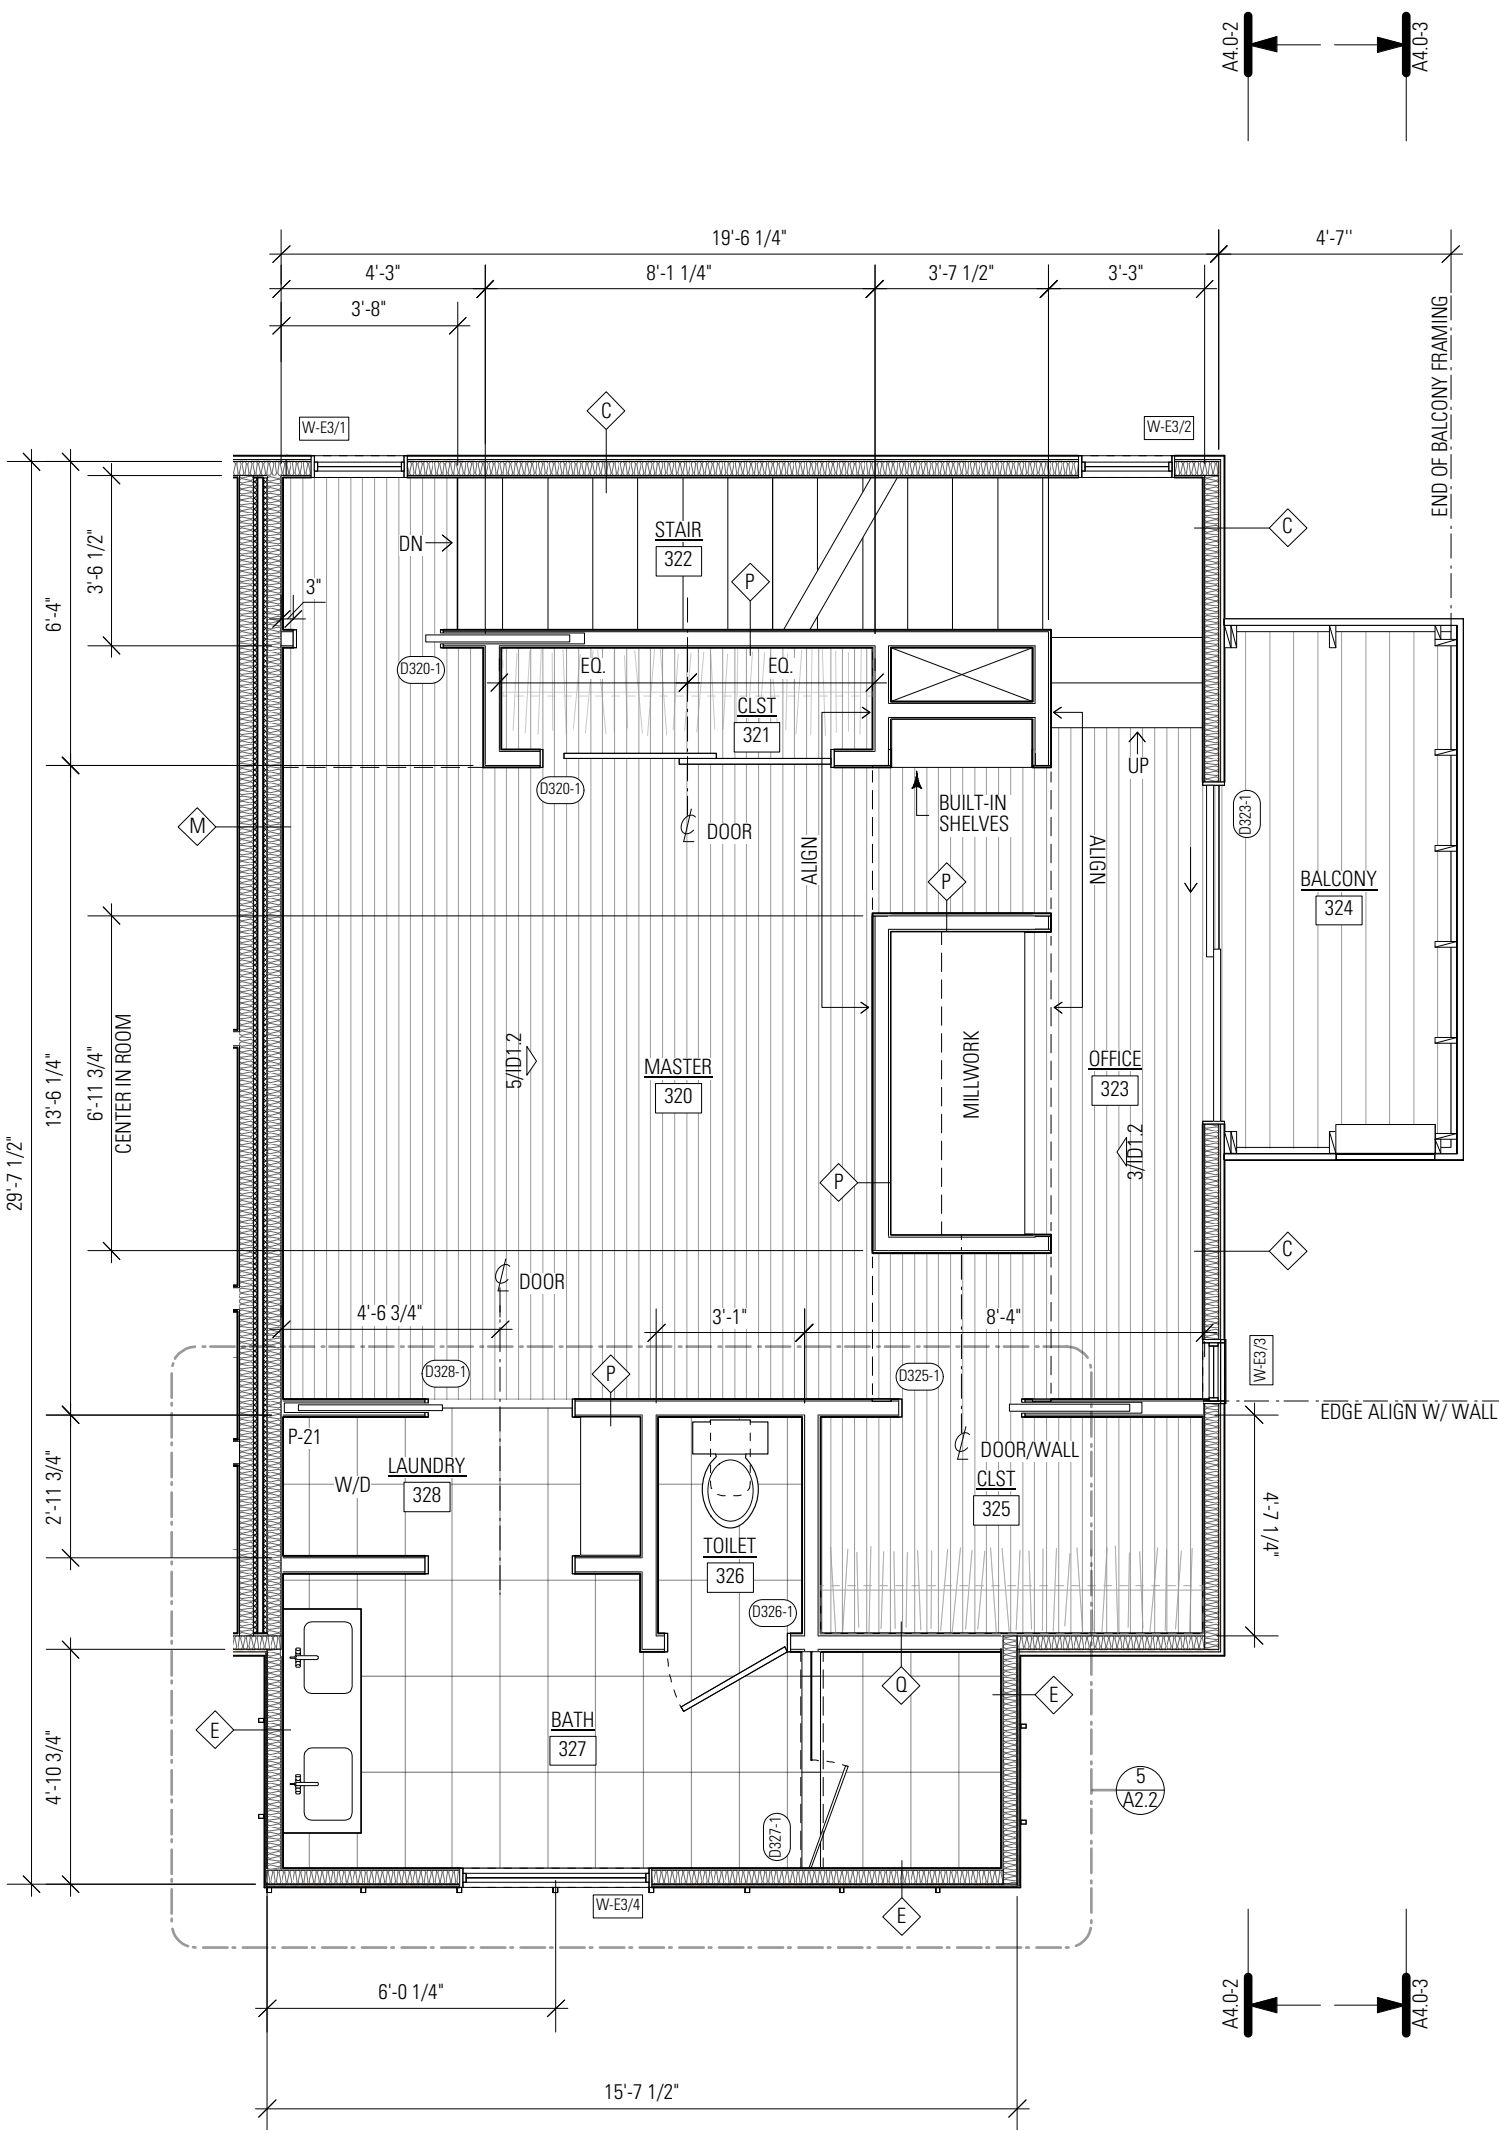 A4.0-2
A4.0-3
19'-6 1/4"
4'-7''
4'-3"
8'-1 1/4"
3'-7 1/2"
3'-3"
3'-8"
END OF BALCONY FRAMING
C
W-E3/1
W-E3/2
STAIR
322
DN
C
P
3'-6 1/2"
6'-4"
3"
D320-1
EQ.
EQ.
CLST
321
UP
D320-1
BUILT-IN
SHELVES
D323-1
M
DOOR
ALIGN
ALIGN
P
BALCONY
324
29'-7 1/2"
13'-6 1/4"
6'-11 3/4"
CENTER IN ROOM
5/ID1.2
MASTER
320
MILLWORK
OFFICE
323
3/ID1.2
P
C
DOOR
4'-6 3/4"
3'-1"
8'-4"
D328-1
P
D325-1
W-E3/3
EDGE ALIGN W/ WALL
P-21
LAUNDRY
328
W/D
DOOR/WALL
CLST
325
2'-11 3/4"
4'-7 1/4"
TOILET
326
D326-1
Q
E
E
BATH
327
4'-10 3/4"
5
A2.2
D327-1
W-E3/4
E
6'-0 1/4"
A4.0-2
A4.0-3
15'-7 1/2"